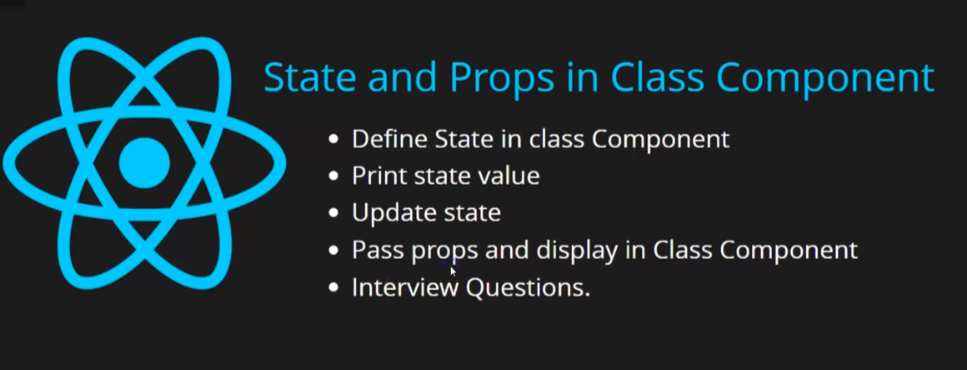 State and Props in Class Component
• Define State in class Component
• Print state value
• Update state
• Pass props and display in Class Component
• Interview Questions.